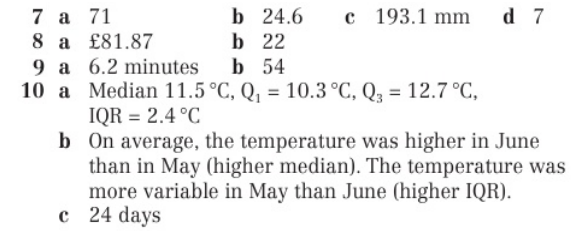 7 a 71 b 24.6 c 193.1 mm d 7
8 a £81.87 b 22
9 a 6.2 minutes b 54
10 a Median 11.5 °C, Q₁ = 10.3 °C, Q₃ = 12.7 °C,
IQR = 2.4 °C
b On average, the temperature was higher in June
than in May (higher median). The temperature was
more variable in May than June (higher IQR).
c 24 days